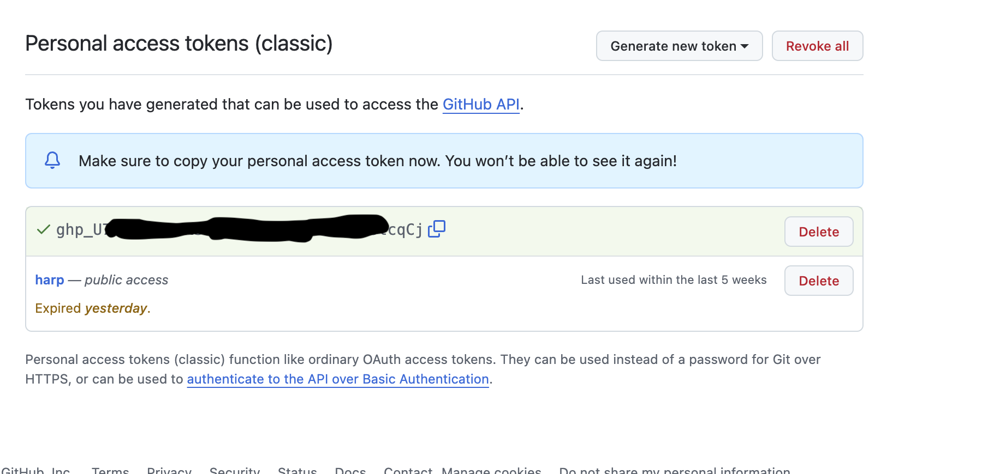 Personal access tokens (classic)
Generate new token
Revoke all
Tokens you have generated that can be used to access the GitHub API.
Make sure to copy your personal access token now. You won’t be able to see it again!
ghp_U
cqCj
Delete
harp — public access
Last used within the last 5 weeks
Delete
Expired yesterday.
Personal access tokens (classic) function like ordinary OAuth access tokens. They can be used instead of a password for Git over
HTTPS, or can be used to authenticate to the API over Basic Authentication.
GitHub, Inc. Terms Privacy Security Status Docs Contact Manage cookies Do not share my personal information